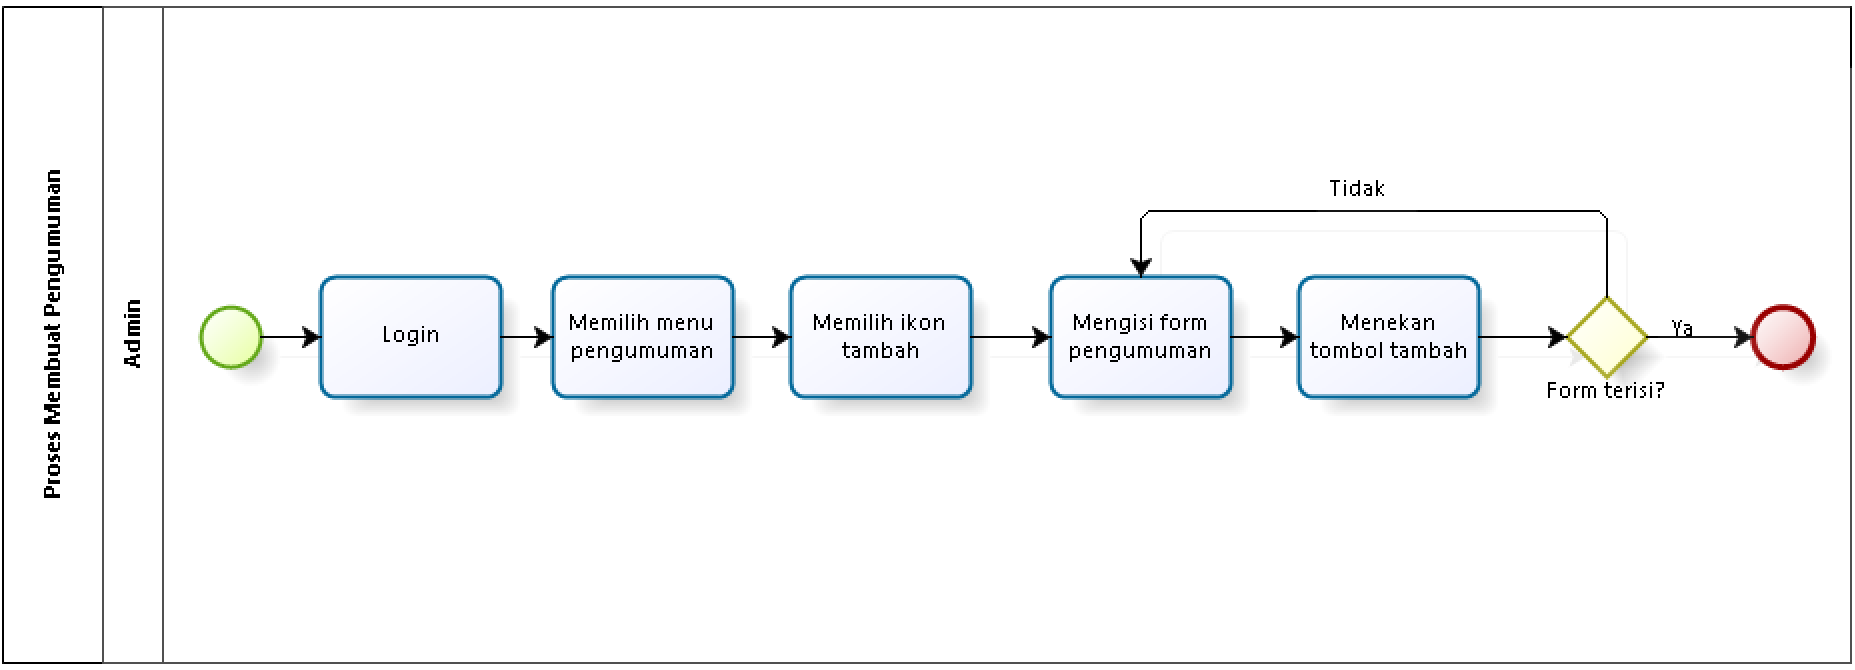 Proses Membuat Pengumuman
Admin
Tidak
Login
Memilih menu
pengumuman
Memilih ikon
tambah
Mengisi form
pengumuman
Menekan
tombol tambah
Ya
Form terisi?